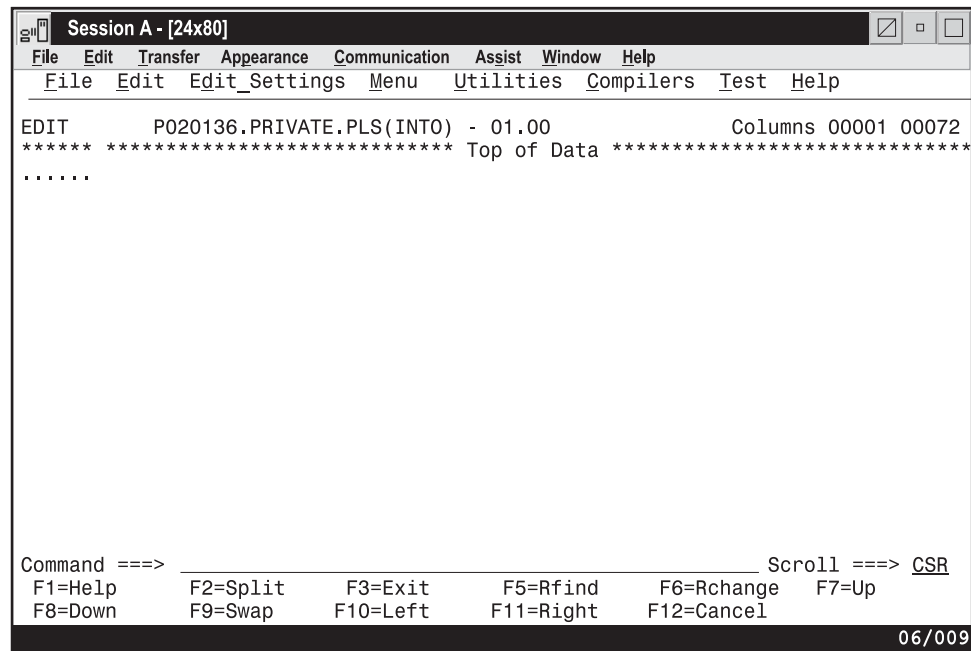 Session A - [24x80]
File Edit Transfer Appearance Communication Assist Window Help
File Edit Edit_Settings Menu Utilities Compilers Test Help
EDIT P020136.PRIVATE.PLS(INTO) - 01.00 Columns 00001 00072
****** ***************************** Top of Data ******************************
......
Command ===> Scroll ===> CSR
F1=Help F2=Split F3=Exit F5=Rfind F6=Rchange F7=Up
F8=Down F9=Swap F10=Left F11=Right F12=Cancel
06/009